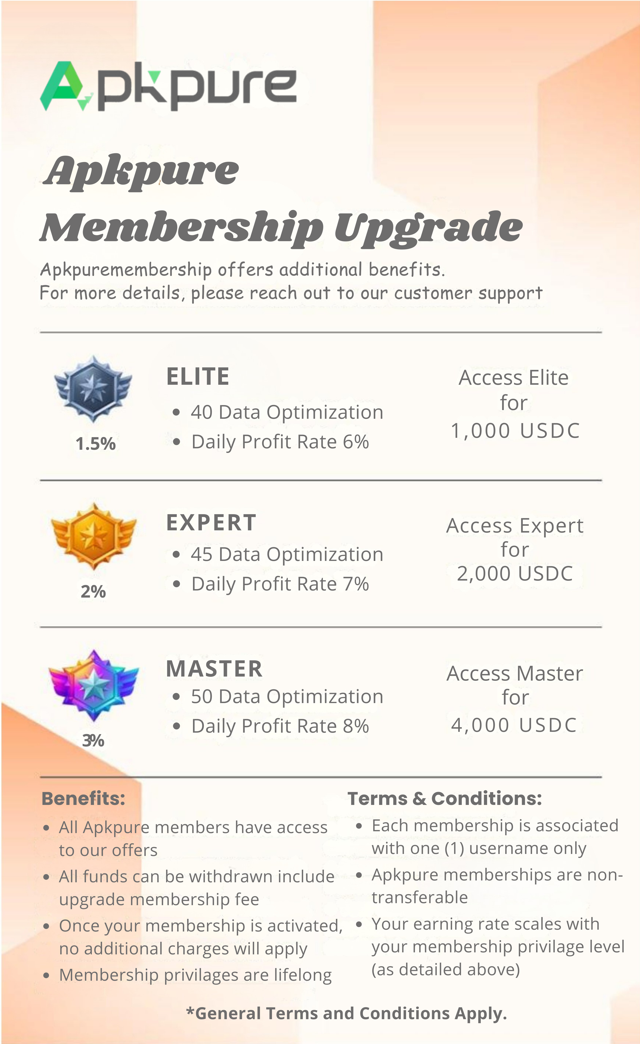 Apkpure
Apkpure
Membership Upgrade
Apkpuremembership offers additional benefits.
For more details, please reach out to our customer support
ELITE
• 40 Data Optimization
• Daily Profit Rate 6%
1.5%
Access Elite
for
1,000 USDC
EXPERT
• 45 Data Optimization
• Daily Profit Rate 7%
2%
Access Expert
for
2,000 USDC
MASTER
• 50 Data Optimization
• Daily Profit Rate 8%
3%
Access Master
for
4,000 USDC
Benefits:
• All Apkpure members have access
to our offers
• All funds can be withdrawn include
upgrade membership fee
• Once your membership is activated,
no additional charges will apply
• Membership privilages are lifelong
Terms & Conditions:
• Each membership is associated
with one (1) username only
• Apkpure memberships are non-
transferable
• Your earning rate scales with
your membership privilage level
(as detailed above)
*General Terms and Conditions Apply.